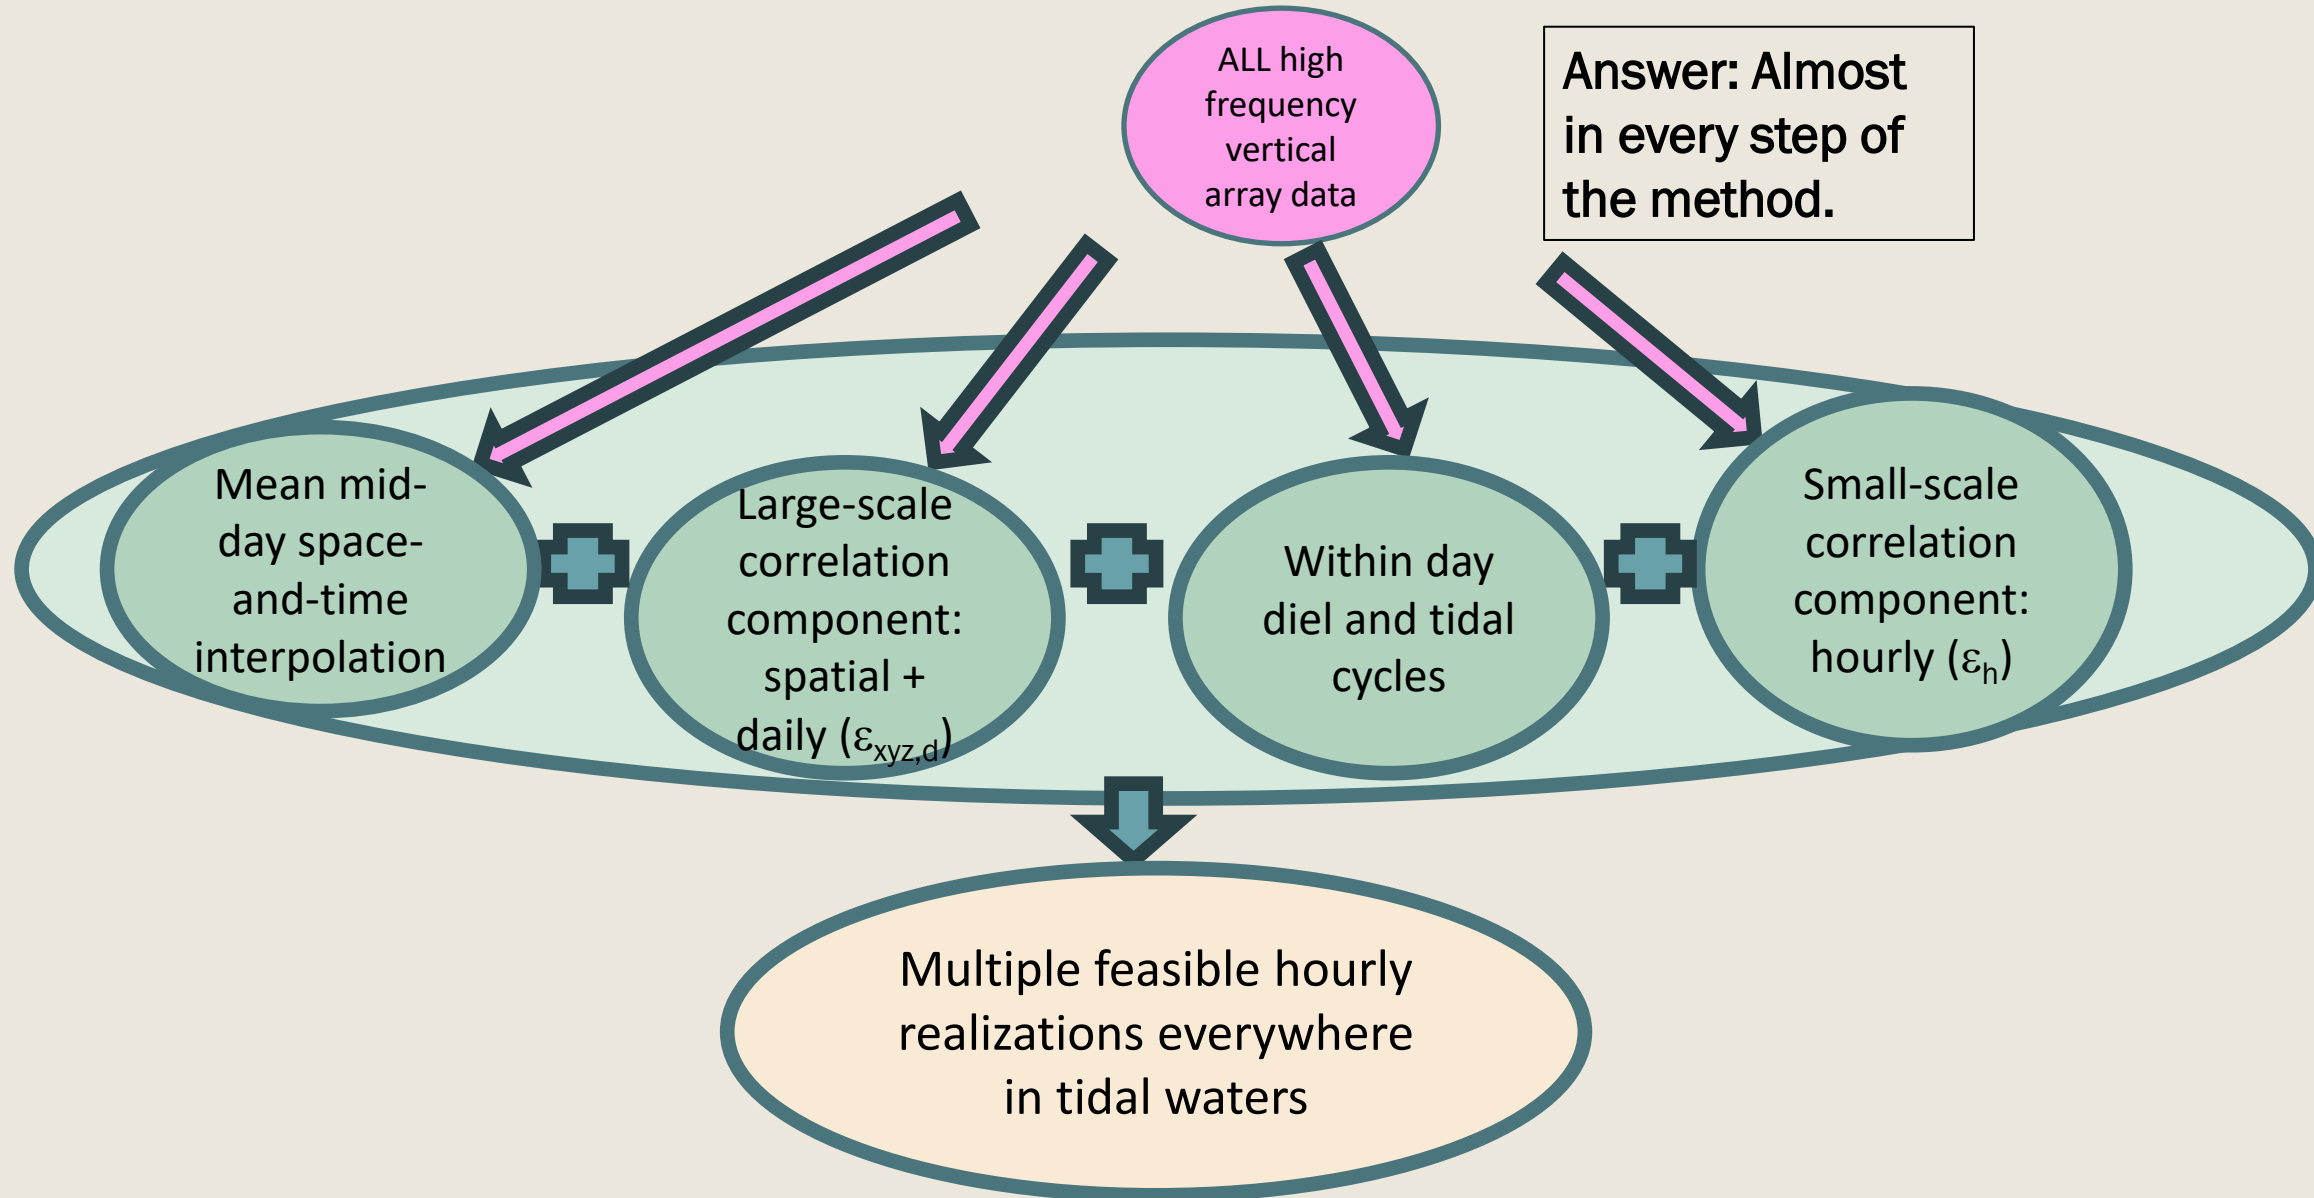 ALL high
frequency
vertical
array data
Answer: Almost
in every step of
the method.
Mean mid-
day space-
and-time
interpolation
Large-scale
correlation
component:
spatial +
daily (εxyz,d)
Within day
diel and tidal
cycles
Small-scale
correlation
component:
hourly (εh)
Multiple feasible hourly
realizations everywhere
in tidal waters